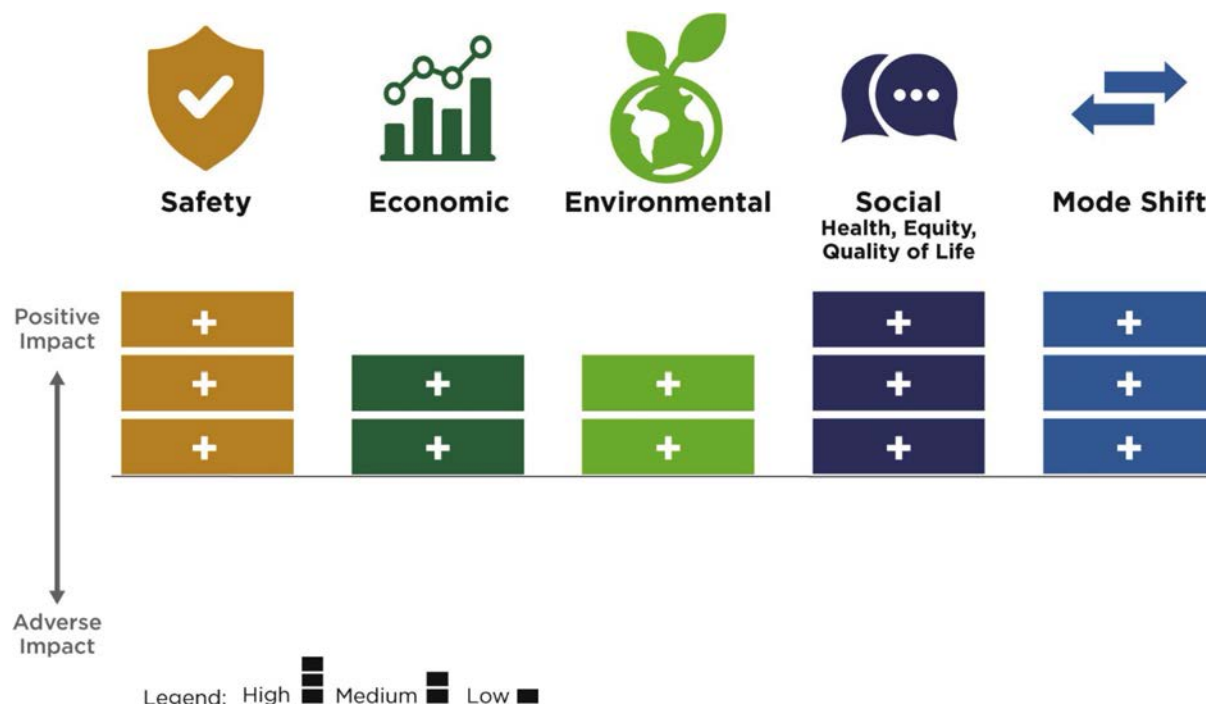 Safety
Economic
Environmental
Social
Health, Equity,
Quality of Life
Mode Shift
Positive
Impact
+ + +
+ + + + +
+ + + + +
Adverse
Impact
Legend: High Medium Low